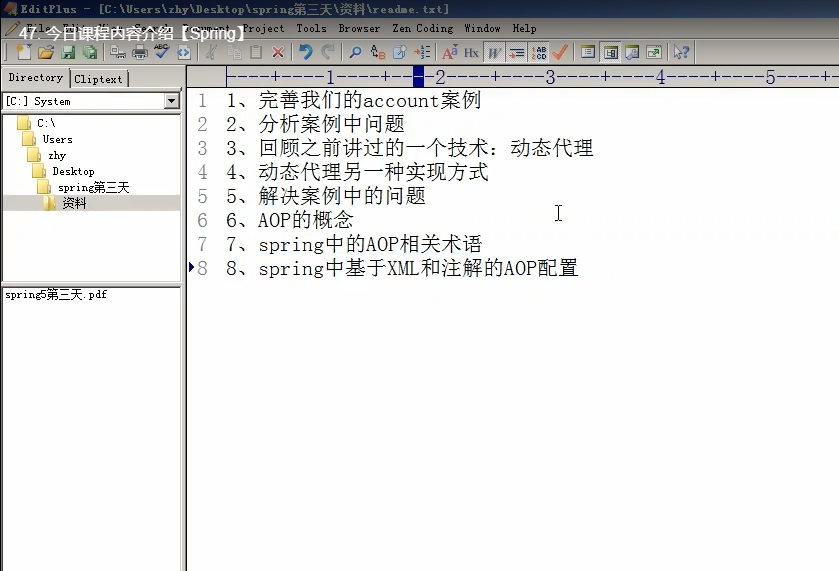 EditPlus - [C:\Users\zhy\Desktop\spring第三天\资料\readme.txt]
47. 今日课程内容介绍【Spring】
Project Tools Browser Zen Coding Window Help
Directory Cliptext
[C:] System
C:\
Users
zhy
Desktop
spring第三天
资料
spring5第三天.pdf
----+----1----+----2----+----3----+----4----+----5----+
1 1、完善我们的account案例
2 2、分析案例中问题
3 3、回顾之前讲过的一个技术：动态代理
4 4、动态代理另一种实现方式
5 5、解决案例中的问题
6 6、AOP的概念
7 7、spring中的AOP相关术语
8 8、spring中基于XML和注解的AOP配置